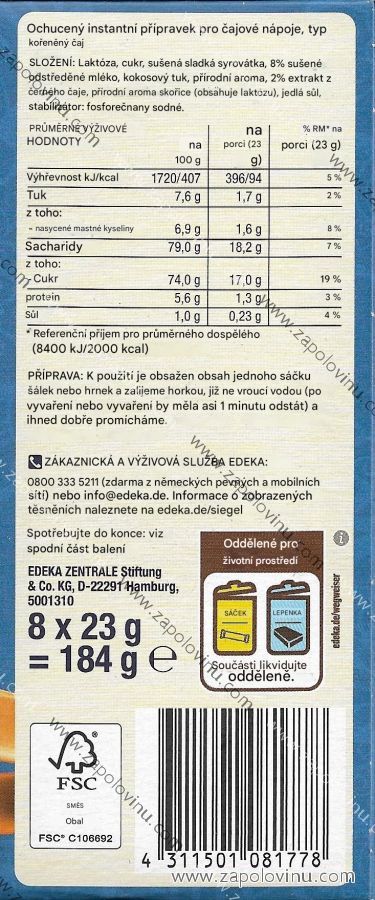 Ochucený instantní přípravek pro čajové nápoje, typ
kořeněný čaj
SLOŽENÍ: Laktóza, cukr, sušená sladká syrovátka, 8% sušené
odstředěné mléko, kokosový tuk, přírodní aroma, 2% extrakt z
černého čaje, přírodní aroma skořice (obsahuje laktózu), jedlá sůl,
stabilizátor: fosforečnany sodné.
PRŮMĚRNÉ VÝŽIVOVÉ
HODNOTY
na
100 g
na
porci (23
g)
% RM* na
porci (23 g)
Výhřevnost kJ/kcal 1720/407 396/94 5 %
Tuk 7,6 g 1,7 g 2 %
z toho:
- nasycené mastné kyseliny 6,9 g 1,6 g 8 %
Sacharidy 79,0 g 18,2 g 7 %
z toho:
- Cukr 74,0 g 17,0 g 19 %
protein 5,6 g 1,3 g 3 %
Sůl 1,0 g 0,23 g 4 %
* Referenční příjem pro průměrného dospělého
(8400 kJ/2000 kcal)
PŘÍPRAVA: K použití je obsažen obsah jednoho sáčku
šálek nebo hrnek a zalijeme horkou, již ne vroucí vodou (po
vyvaření nebo vyvaření by měla asi 1 minutu odstát) a
ihned dobře promícháme.
ZÁKAZNICKÁ A VÝŽIVOVÁ SLUŽBA EDEKA:
0800 333 5211 (zdarma z německých pevných a mobilních
sítí) nebo info@edeka.de. Informace o zobrazených
těsněních naleznete na edeka.de/siegel
Spotřebujte do konce: viz
spodní část balení
EDEKA ZENTRALE Stiftung
& Co. KG, D-22291 Hamburg,
5001310
8 x 23 g
= 184 g e
Oddělené pro
životní prostředí
SÁČEK
LEPENKA
Součásti likvidujte
odděleně.
i
edeka.de/wegweiser
FSC
SMĚS
Obal
FSC® C106692
4 311501 081778
www.zapolovinu.com